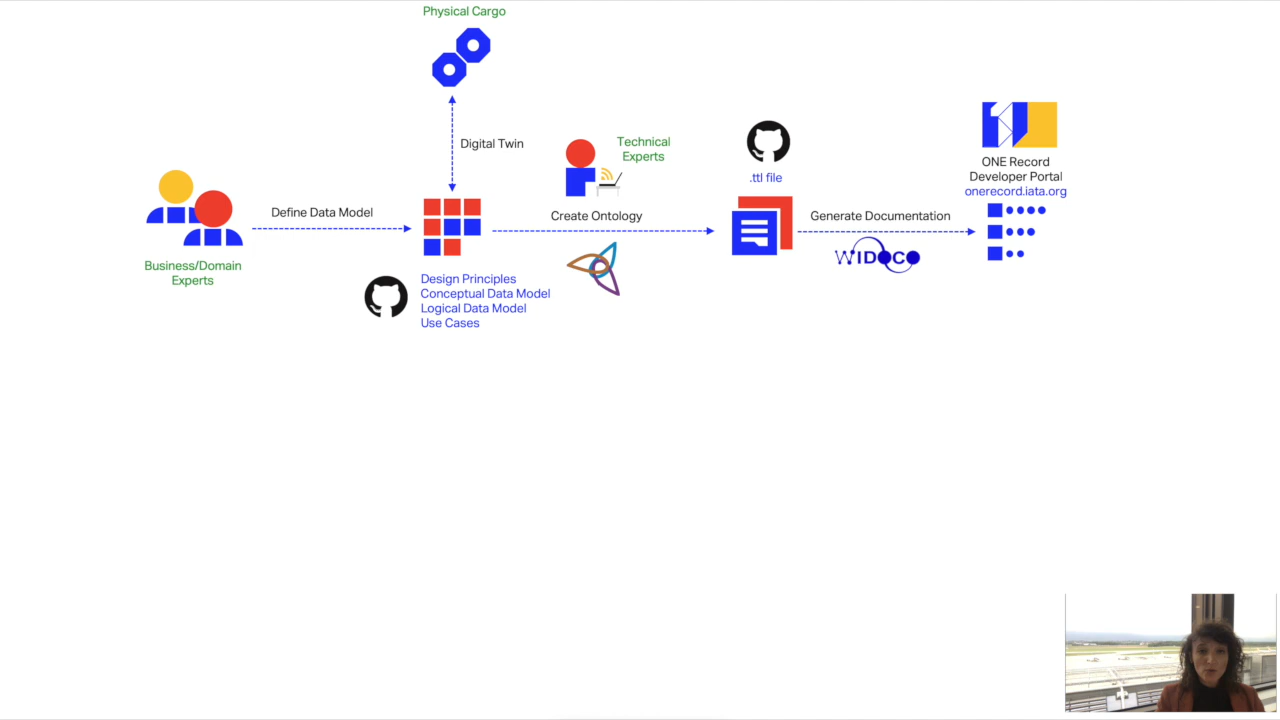 Physical Cargo
Digital Twin
Technical
Experts
.ttl file
ONE Record
Developer Portal
onerecord.iata.org
Define Data Model
Create Ontology
Generate Documentation
WIDOCO
Business/Domain
Experts
Design Principles
Conceptual Data Model
Logical Data Model
Use Cases